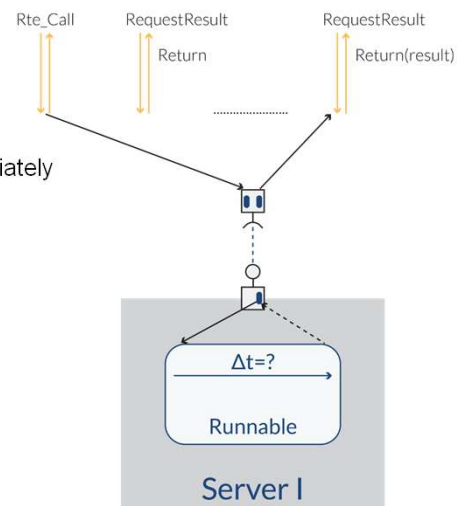 Rte_Call
RequestResult
RequestResult
Return
Return(result)
iately
Δt=?
Runnable
Server I